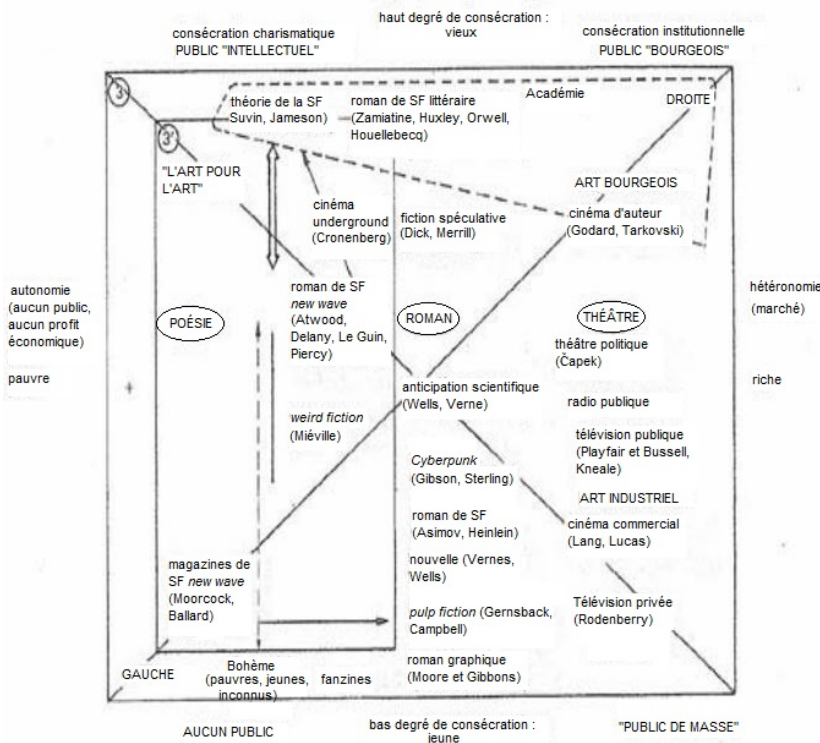 consécration charismatique
PUBLIC "INTELLECTUEL"
haut degré de consécration :
vieux
consécration institutionnelle
PUBLIC "BOURGEOIS"
3
Académie
DROITE
théorie de la SF
Suvin, Jameson)
roman de SF littéraire
(Zamiatine, Huxley, Orwell,
Houellebecq)
3'
"L'ART POUR
L'ART"
ART BOURGEOIS
cinéma
underground
(Cronenberg)
fiction spéculative
(Dick, Merrill)
cinéma d'auteur
(Godard, Tarkovski)
autonomie
(aucun public,
aucun profit
économique)
pauvre
roman de SF
new wave
(Atwood,
Delany, Le Guin,
Piercy)
POÉSIE
ROMAN
THÉÂTRE
hétéronomie
(marché)
riche
théâtre politique
(Čapek)
anticipation scientifique
(Wells, Verne)
radio publique
weird fiction
(Miéville)
télévision publique
(Playfair et Bussell,
Kneale)
Cyberpunk
(Gibson, Sterling)
ART INDUSTRIEL
cinéma commercial
(Lang, Lucas)
roman de SF
(Asimov, Heinlein)
nouvelle (Vernes,
Wells)
magazines de
SF new wave
(Moorcock,
Ballard)
pulp fiction (Gernsback,
Campbell)
Télévision privée
(Rodenberry)
GAUCHE
Bohème
(pauvres, jeunes,
inconnus)
fanzines
roman graphique
(Moore et Gibbons)
AUCUN PUBLIC
bas degré de consécration :
jeune
"PUBLIC DE MASSE"